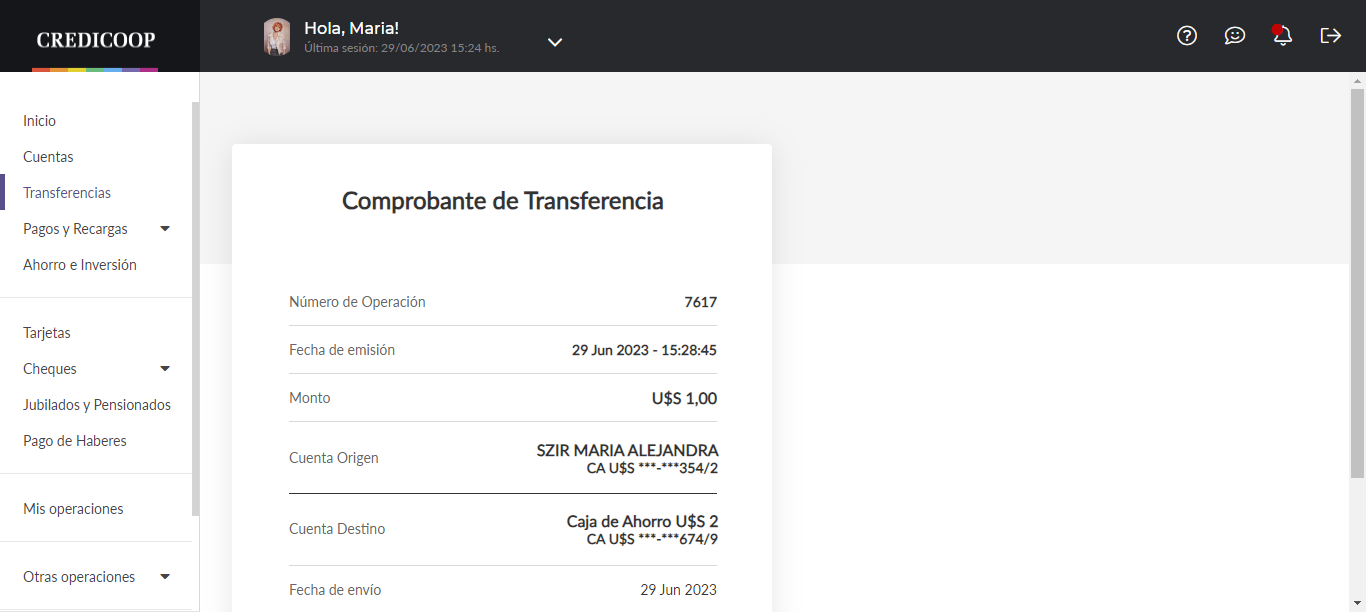 CREDICOOP
Hola, Maria!
Última sesión: 29/06/2023 15:24 hs.
Inicio
Cuentas
Transferencias
Pagos y Recargas
Ahorro e Inversión
Tarjetas
Cheques
Jubilados y Pensionados
Pago de Haberes
Mis operaciones
Otras operaciones
Comprobante de Transferencia
Número de Operación 7617
Fecha de emisión 29 Jun 2023 - 15:28:45
Monto U$S 1,00
Cuenta Origen SZIR MARIA ALEJANDRA
CA U$S ***-***354/2
Cuenta Destino Caja de Ahorro U$S 2
CA U$S ***-***674/9
Fecha de envío 29 Jun 2023